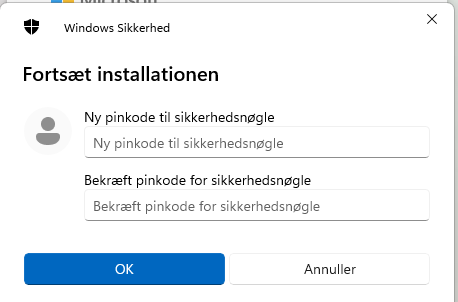 Windows Sikkerhed
Fortsæt installationen
Ny pinkode til sikkerhedsnøgle
Ny pinkode til sikkerhedsnøgle
Bekræft pinkode for sikkerhedsnøgle
Bekræft pinkode for sikkerhedsnøgle
OK
Annuller